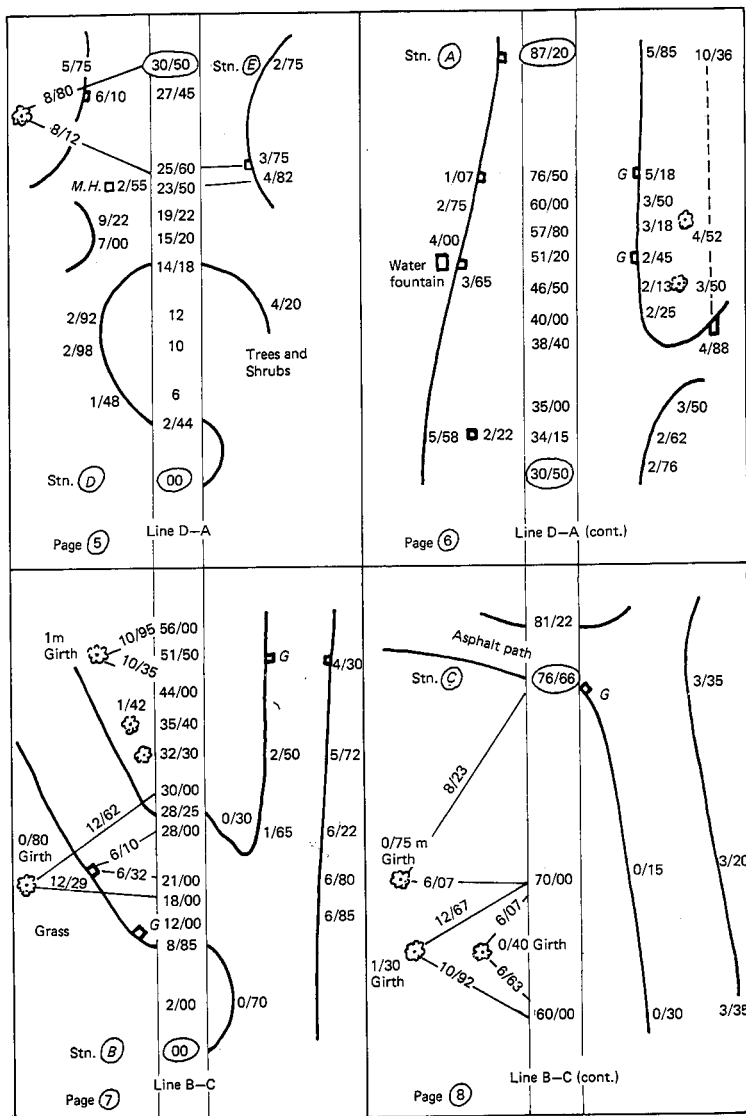 5/75 30/50 Stn. E 2/75
8/80 6/10 27/45
8/12
25/60 3/75
M.H. 2/55 23/50 4/82
9/22 19/22
7/00 15/20
14/18
4/20
2/92 12
2/98 10 Trees and
Shrubs
1/48 6
2/44
Stn. D 00
Line D–A
Page 5
Stn. A 87/20 5/85 10/36
1/07 76/50 G 5/18
2/75 60/00 3/50
57/80 3/18 4/52
4/00
Water 51/20 G 2/45
fountain 3/65
46/50 2/13 3/50
40/00 2/25
38/40 4/88
35/00 3/50
5/58 2/22 34/15 2/62
30/50 2/76
Line D–A (cont.)
Page 6
56/00
1m 10/95 51/50 G 4/30
Girth 10/35
44/00
1/42 35/40
32/30 2/50 5/72
30/00
12/62 28/25 0/30
28/00 1/65 6/22
0/80 6/10
Girth
6/32 21/00 6/80
12/29 18/00
G 12/00 6/85
Grass 8/85
2/00 0/70
Stn. B 00
Line B–C
Page 7
81/22
Asphalt path
Stn. C 76/66 G 3/35
8/23
0/75 m
Girth
6/07 70/00 0/15 3/20
12/67 6/07
0/40 Girth
1/30 10/92 6/63
Girth
60/00 0/30 3/35
Line B–C (cont.)
Page 8